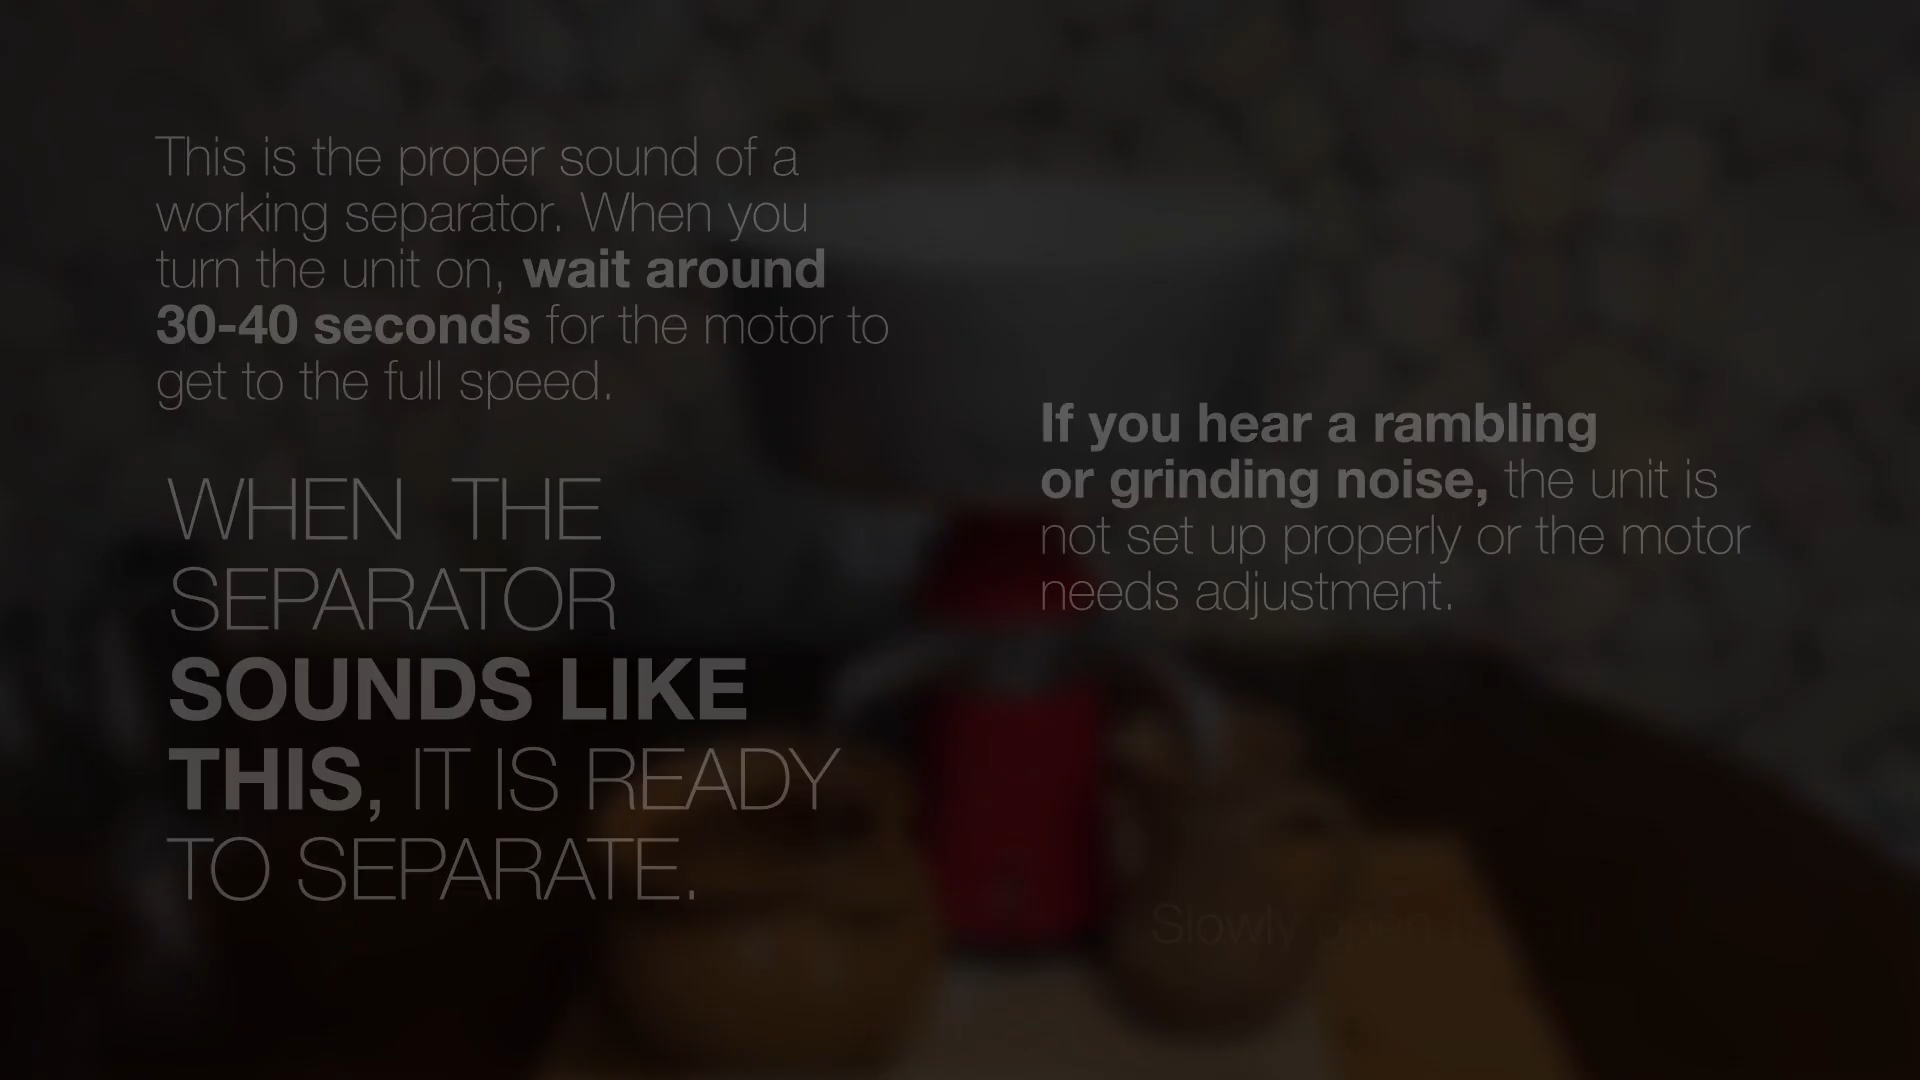 This is the proper sound of a
working separator. When you
turn the unit on, wait around
30-40 seconds for the motor to
get to the full speed.
WHEN THE
SEPARATOR
SOUNDS LIKE
THIS, IT IS READY
TO SEPARATE.
If you hear a rambling
or grinding noise, the unit is
not set up properly or the motor
needs adjustment.
Slowly open